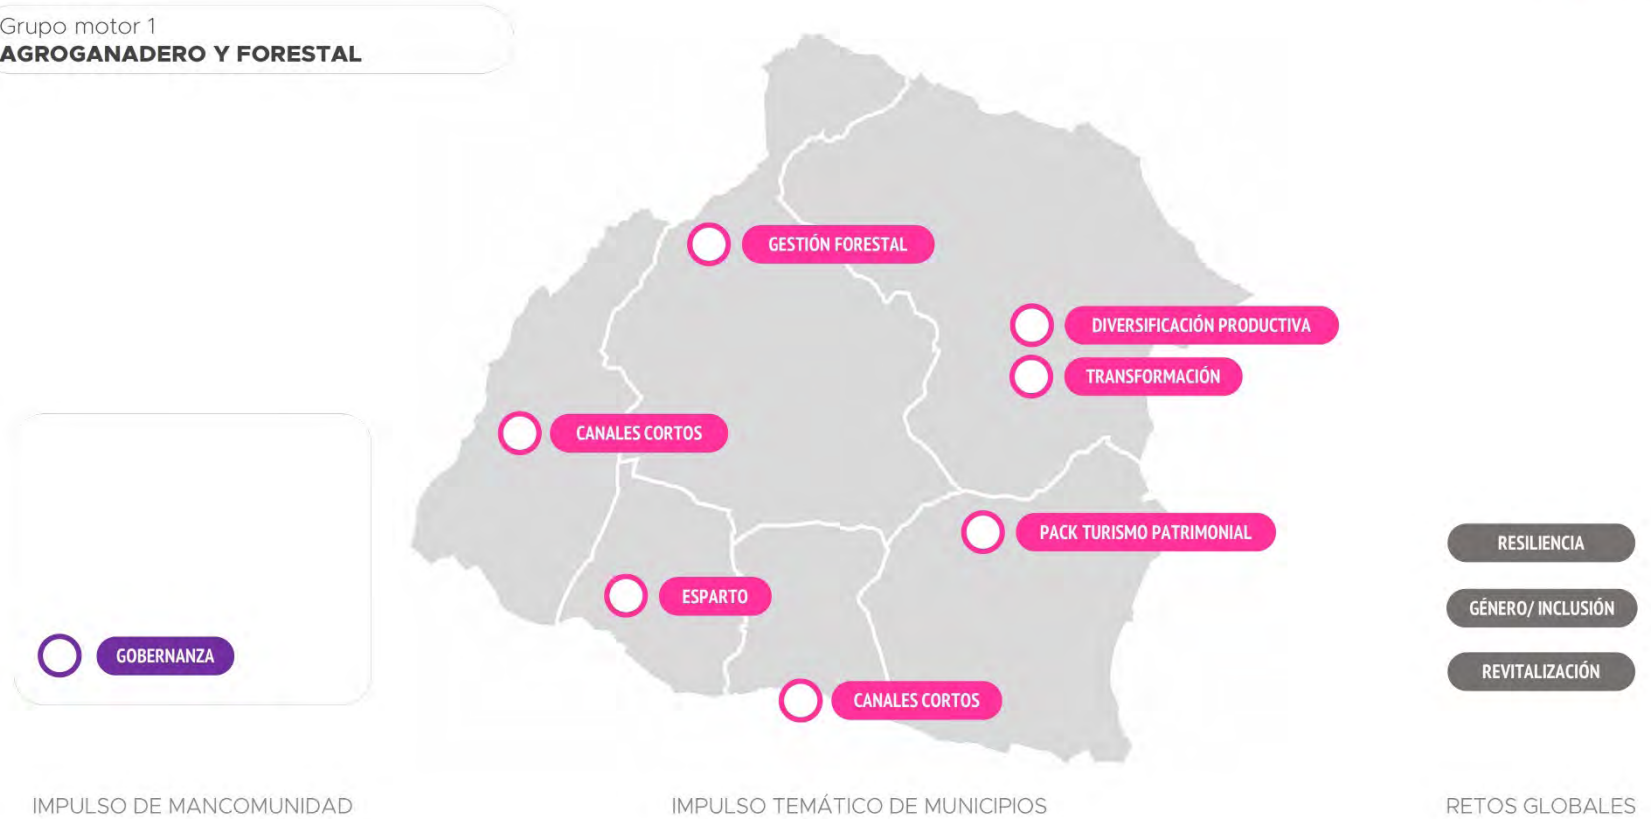 Grupo motor 1
AGROGANADERO Y FORESTAL
GESTIÓN FORESTAL
DIVERSIFICACIÓN PRODUCTIVA
TRANSFORMACIÓN
CANALES CORTOS
PACK TURISMO PATRIMONIAL
ESPARTO
CANALES CORTOS
GOBERNANZA
RESILIENCIA
GÉNERO/ INCLUSIÓN
REVITALIZACIÓN
IMPULSO DE MANCOMUNIDAD
IMPULSO TEMÁTICO DE MUNICIPIOS
RETOS GLOBALES